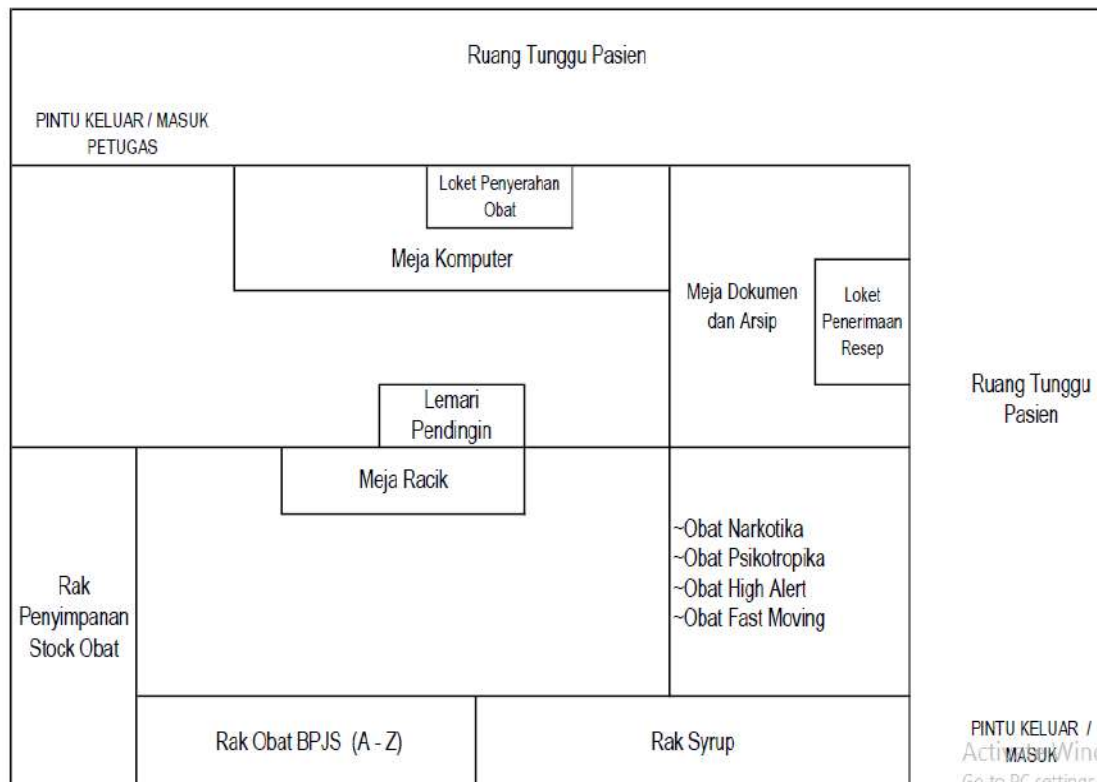 Ruang Tunggu Pasien
PINTU KELUAR / MASUK
PETUGAS
Loket Penyerahan
Obat
Meja Komputer
Meja Dokumen
dan Arsip
Loket
Penerimaan
Resep
Ruang Tunggu
Pasien
Lemari
Pendingin
Meja Racik
~Obat Narkotika
~Obat Psikotropika
~Obat High Alert
~Obat Fast Moving
Rak
Penyimpanan
Stock Obat
Rak Obat BPJS (A - Z)
Rak Syrup
PINTU KELUAR /
MASUK